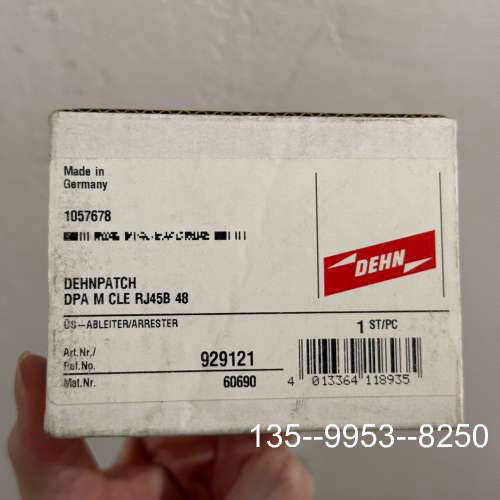 Made in
Germany
1057678
DEHNPATCH
DPA M CLE RJ45B 48
ÜS-ABLEITER/ARRESTER
DEHN
1 ST/PC
Art.Nr./
Part.No. 929121
Mat.Nr. 60690
4 013364 118935
135--9953--8250